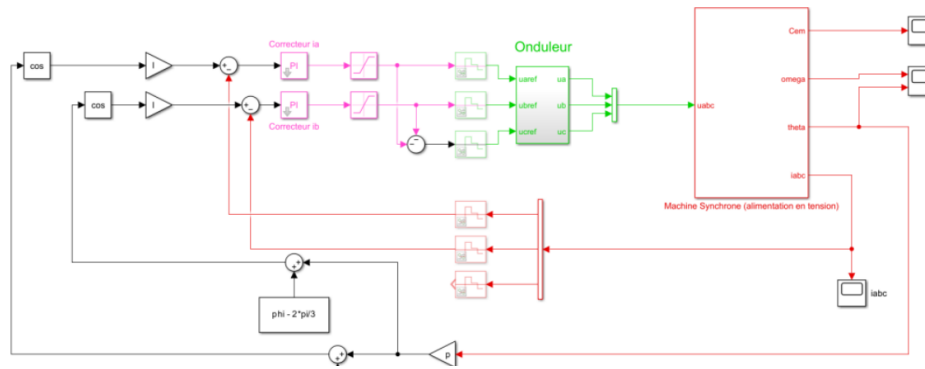 Correcteur ia
Onduleur
Cem
cos
I
PI
uaref
ua
omega
cos
I
PI
ubref
ub
uabc
Correcteur ib
theta
ucref
uc
iabc
Machine Synchrone (alimentation en tension)
iabc
phi - 2*pi/3
p